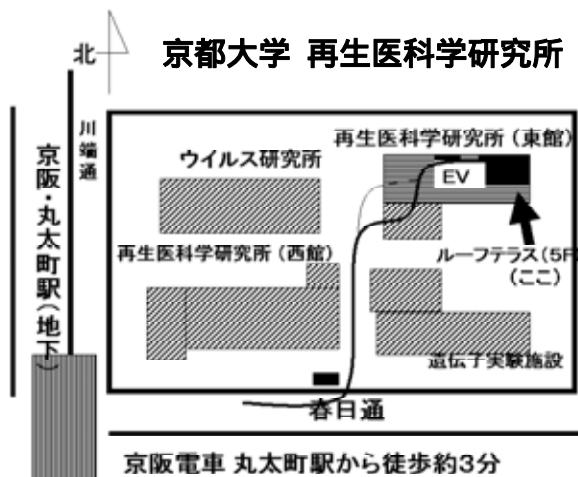 京都大学 再生医科学研究所
北
川端通
京阪・丸太町駅(地下)
再生医科学研究所(東館)
ウイルス研究所
EV
再生医科学研究所(西館)
ルーフテラス(5F
(ここ)
遺伝子実験施設
春日通
京阪電車 丸太町駅から徒歩約3分